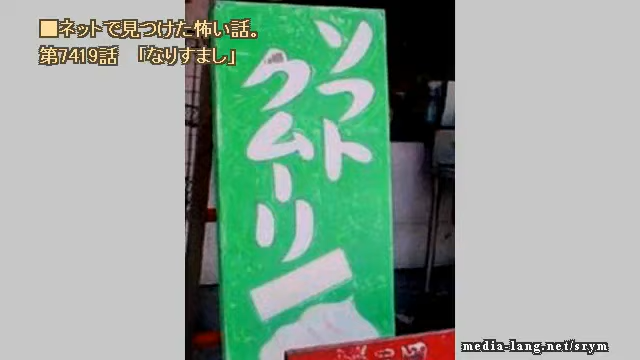 ■ネットで見つけた怖い話。
第7419話　「なりすまし」
ソフト
クムーリ
media-lang.net/srym